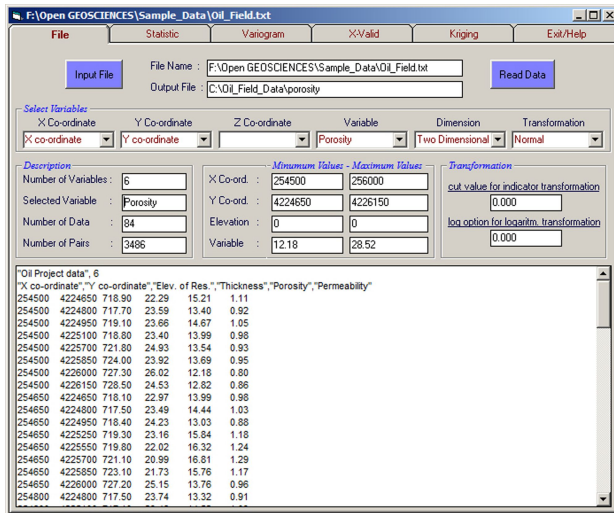 F:\Open GEOSCIENCES\Sample_Data\Oil_Field.txt
File Statistic Variogram X-Valid Kriging Exit/Help
Input File File Name : F:\Open GEOSCIENCES\Sample_Data\Oil_Field.txt Read Data
Output File : C:\Oil_Field_Data\porosity
Select Variables
X Co-ordinate Y Co-ordinate Z Co-ordinate Variable Dimension Transformation
X co-ordinate Y co-ordinate Porosity Two Dimensional Normal
Description Minumum Values - Maximum Values Transformation
Number of Variables : 6 X Co-ord. : 254500 256000 cut value for indicator transformation
Selected Variable : Porosity Y Co-ord. : 4224650 4226150 0.000
Number of Data : 84 Elevation : 0 0 log option for logaritm. transformation
Number of Pairs : 3486 Variable : 12.18 28.52 0.000
"Oil Project data", 6
"X co-ordinate","Y co-ordinate","Elev. of Res.","Thickness","Porosity","Permeability"
254500 4224650 718.90 22.29 15.21 1.11
254500 4224800 717.70 23.59 13.40 0.92
254500 4224950 719.10 23.66 14.67 1.05
254500 4225100 718.80 23.40 13.99 0.98
254500 4225700 721.80 24.93 13.54 0.93
254500 4225850 724.00 23.92 13.69 0.95
254500 4226000 727.30 26.02 12.18 0.80
254500 4226150 728.50 24.53 12.82 0.86
254650 4224650 718.10 22.97 13.99 0.98
254650 4224800 717.50 23.49 14.44 1.03
254650 4224950 718.40 24.23 13.03 0.88
254650 4225250 719.30 23.16 15.84 1.18
254650 4225550 719.80 22.02 16.32 1.24
254650 4225700 721.10 20.99 16.81 1.29
254650 4225850 723.10 21.73 15.76 1.17
254650 4226000 727.20 25.15 13.76 0.96
254800 4224800 717.50 23.74 13.32 0.91